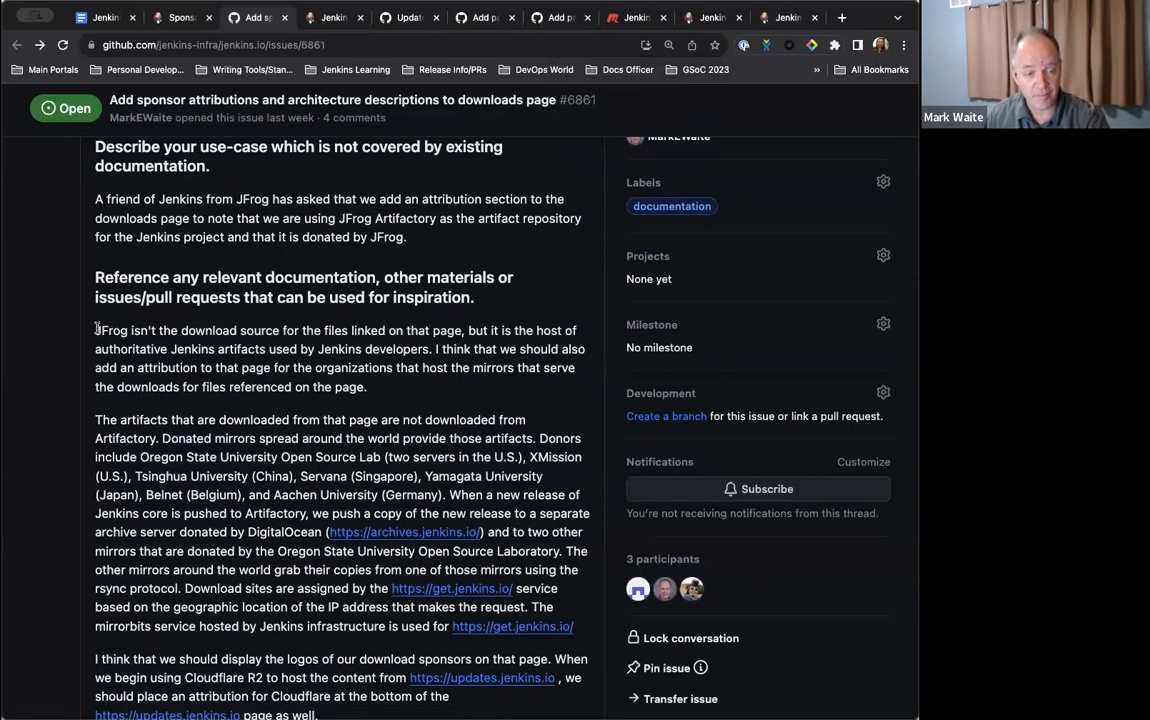 Jenkins
Sponso
Add sp
Jenkin
Update
Add pa
Add pa
Jenkin
Jenkin
Jenkin
github.com/jenkins-infra/jenkins.io/issues/6861
Main Portals
Personal Develop...
Writing Tools/Stan...
Jenkins Learning
Release Info/PRs
DevOps World
Docs Officer
GSoC 2023
»
All Bookmarks
Open
Add sponsor attributions and architecture descriptions to downloads page #6861
MarkEWaite opened this issue last week · 4 comments
Describe your use-case which is not covered by existing
documentation.
A friend of Jenkins from JFrog has asked that we add an attribution section to the
downloads page to note that we are using JFrog Artifactory as the artifact repository
for the Jenkins project and that it is donated by JFrog.
Reference any relevant documentation, other materials or
issues/pull requests that can be used for inspiration.
JFrog isn't the download source for the files linked on that page, but it is the host of
authoritative Jenkins artifacts used by Jenkins developers. I think that we should also
add an attribution to that page for the organizations that host the mirrors that serve
the downloads for files referenced on the page.
The artifacts that are downloaded from that page are not downloaded from
Artifactory. Donated mirrors spread around the world provide those artifacts. Donors
include Oregon State University Open Source Lab (two servers in the U.S.), XMission
(U.S.), Tsinghua University (China), Servana (Singapore), Yamagata University
(Japan), Belnet (Belgium), and Aachen University (Germany). When a new release of
Jenkins core is pushed to Artifactory, we push a copy of the new release to a separate
archive server donated by DigitalOcean (https://archives.jenkins.io/) and to two other
mirrors that are donated by the Oregon State University Open Source Laboratory. The
other mirrors around the world grab their copies from one of those mirrors using the
rsync protocol. Download sites are assigned by the https://get.jenkins.io/ service
based on the geographic location of the IP address that makes the request. The
mirrorbits service hosted by Jenkins infrastructure is used for https://get.jenkins.io/
I think that we should display the logos of our download sponsors on that page. When
we begin using Cloudflare R2 to host the content from https://updates.jenkins.io , we
should place an attribution for Cloudflare at the bottom of the
https://updates.jenkins.io page as well.
MarkEWaite
Labels
documentation
Projects
None yet
Milestone
No milestone
Development
Create a branch for this issue or link a pull request.
Notifications
Customize
Subscribe
You're not receiving notifications from this thread.
3 participants
Lock conversation
Pin issue
Transfer issue
Mark Waite